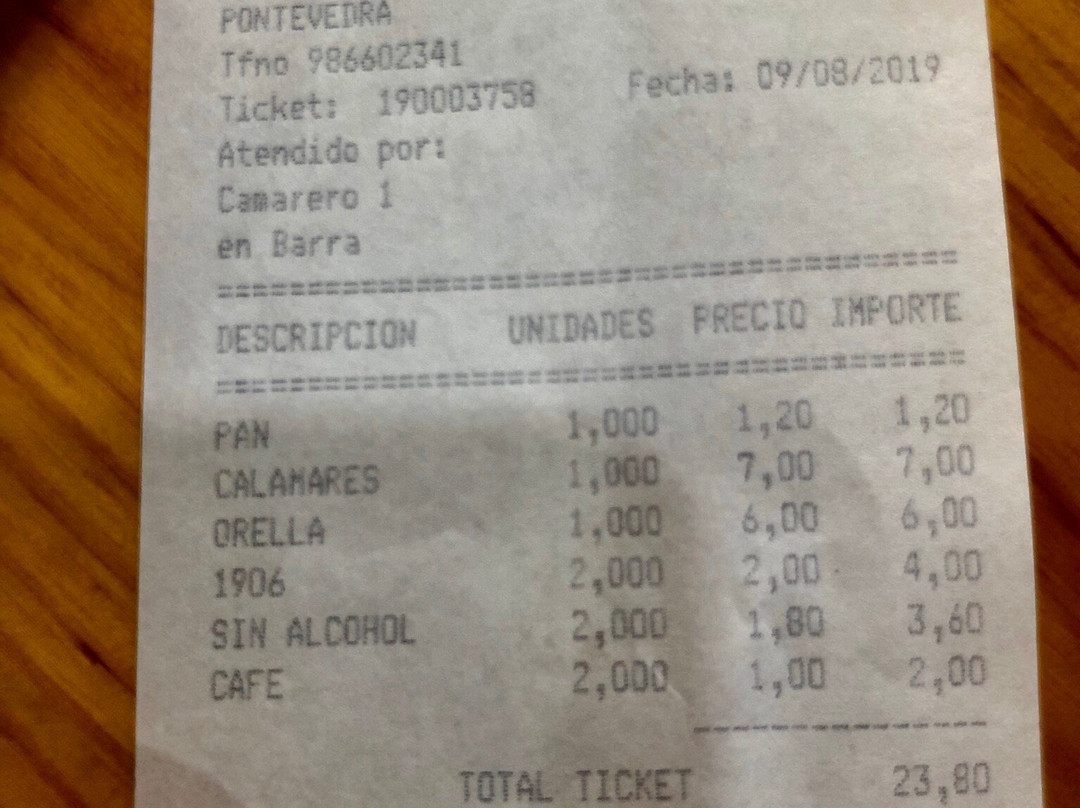 PONTEVEDRA
Tfno 986602341
Ticket: 190003758 Fecha: 09/08/2019
Atendido por:
Camarero 1
en Barra
=========================================
DESCRIPCION UNIDADES PRECIO IMPORTE
=========================================
PAN 1,000 1,20 1,20
CALAMARES 1,000 7,00 7,00
ORELLA 1,000 6,00 6,00
1906 2,000 2,00 4,00
SIN ALCOHOL 2,000 1,80 3,60
CAFE 2,000 1,00 2,00
----------------
TOTAL TICKET 23,80